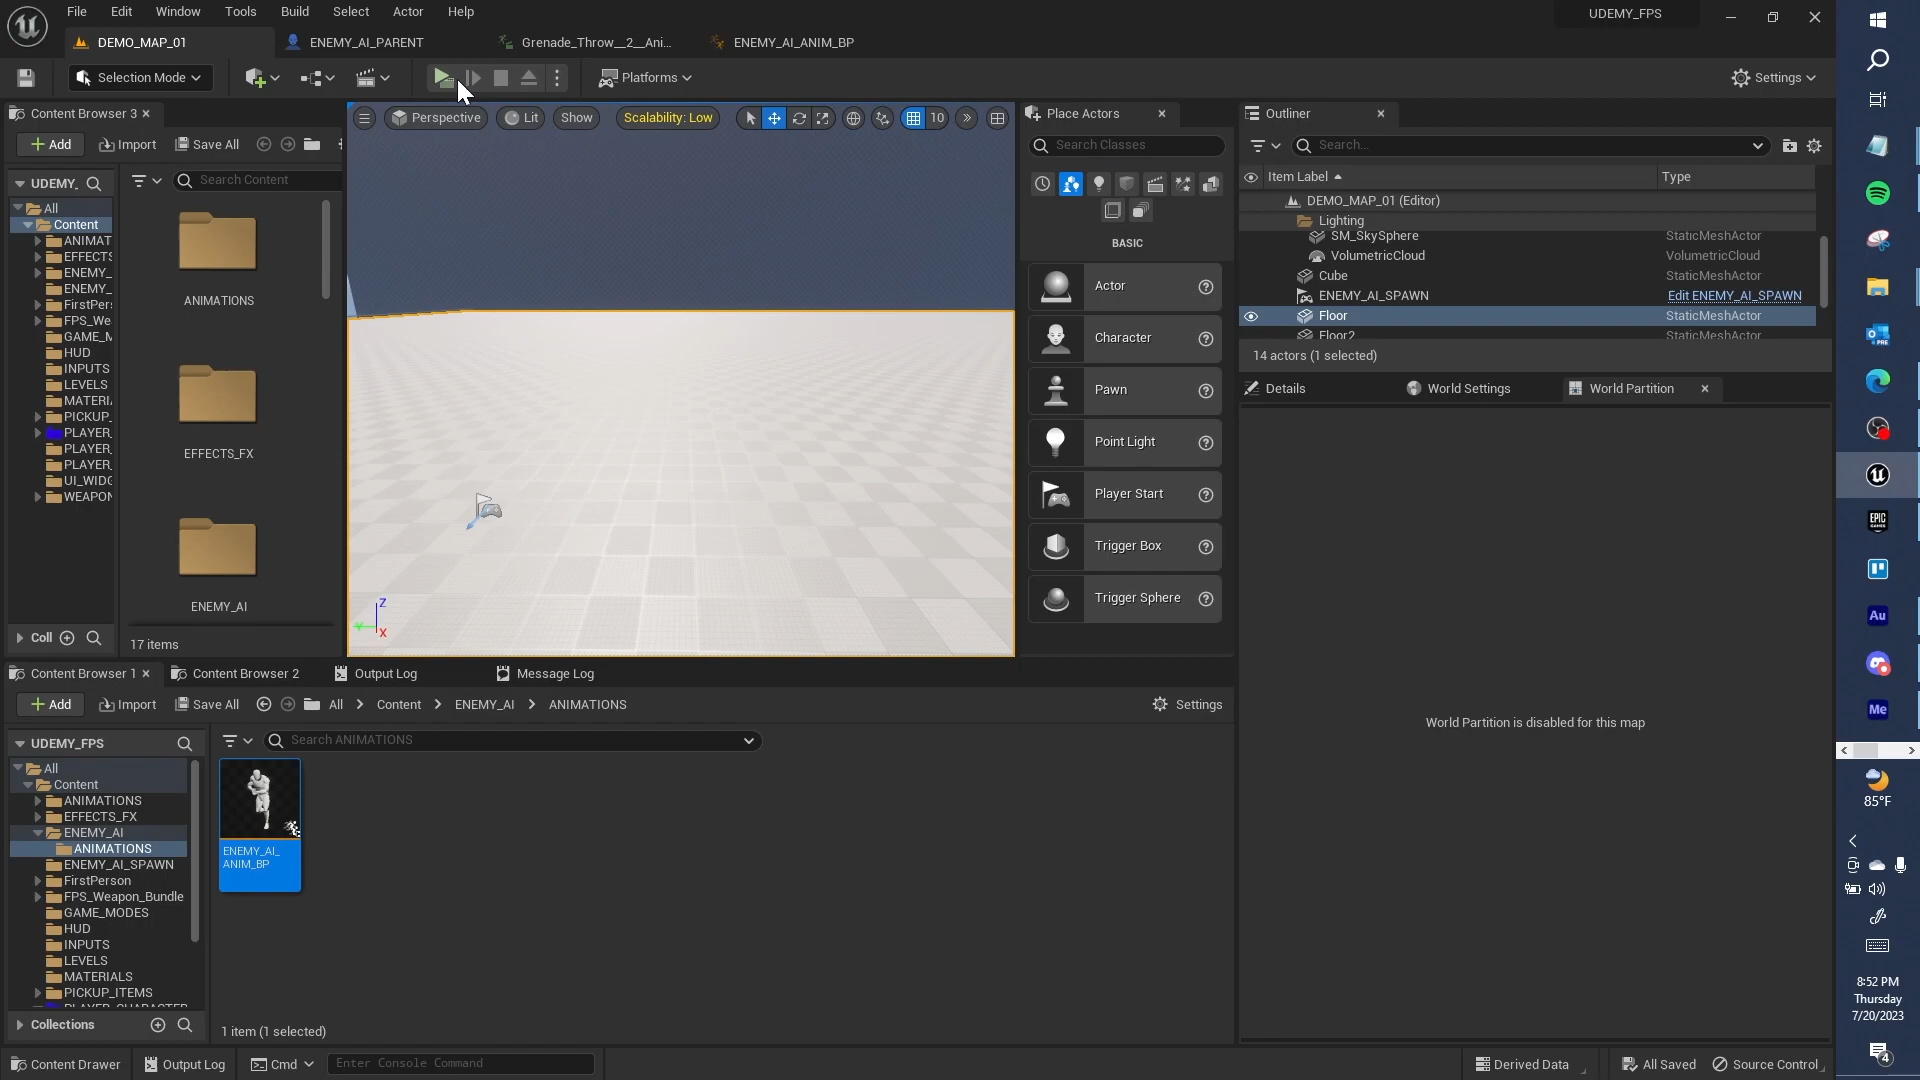 File Edit Window Tools Build Select Actor Help
UDEMY_FPS
DEMO_MAP_01
ENEMY_AI_PARENT
Grenade_Throw__2__Ani...
ENEMY_AI_ANIM_BP
Selection Mode
Platforms
Settings
Content Browser 3
Add Import Save All
UDEMY_
Search Content
All
Content
ANIMAT
EFFECTS
ENEMY_
ENEMY_
FirstPer
FPS_We
GAME_M
HUD
INPUTS
LEVELS
MATERI
PICKUP_
PLAYER_
PLAYER_
PLAYER_
UI_WIDG
WEAPON
Coll
ANIMATIONS
EFFECTS_FX
ENEMY_AI
17 items
Perspective Lit Show Scalability: Low 10
Z
Y
X
Place Actors
Search Classes
BASIC
Actor
Character
Pawn
Point Light
Player Start
Trigger Box
Trigger Sphere
Outliner
Search...
Item Label Type
DEMO_MAP_01 (Editor)
Lighting
SM_SkySphere StaticMeshActor
VolumetricCloud VolumetricCloud
Cube StaticMeshActor
ENEMY_AI_SPAWN Edit ENEMY_AI_SPAWN
Floor StaticMeshActor
Floor2 StaticMeshActor
14 actors (1 selected)
Details World Settings World Partition
World Partition is disabled for this map
Content Browser 1 Content Browser 2 Output Log Message Log
Add Import Save All All Content ENEMY_AI ANIMATIONS Settings
UDEMY_FPS
Search ANIMATIONS
All
Content
ANIMATIONS
EFFECTS_FX
ENEMY_AI
ANIMATIONS
ENEMY_AI_SPAWN
FirstPerson
FPS_Weapon_Bundle
GAME_MODES
HUD
INPUTS
LEVELS
MATERIALS
PICKUP_ITEMS
PLAYER_CHARACTER
Collections
ENEMY_AI_
ANIM_BP
1 item (1 selected)
Content Drawer Output Log Cmd Enter Console Command
Derived Data All Saved Source Control
PRE
EPIC
GAMES
Au
Me
85°F
8:52 PM
Thursday
7/20/2023
4